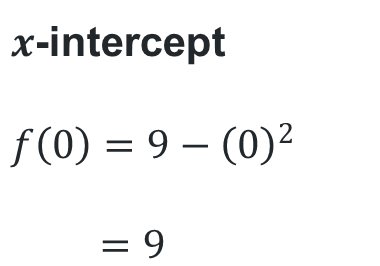 x-intercept
f(0) = 9 − (0)²
= 9